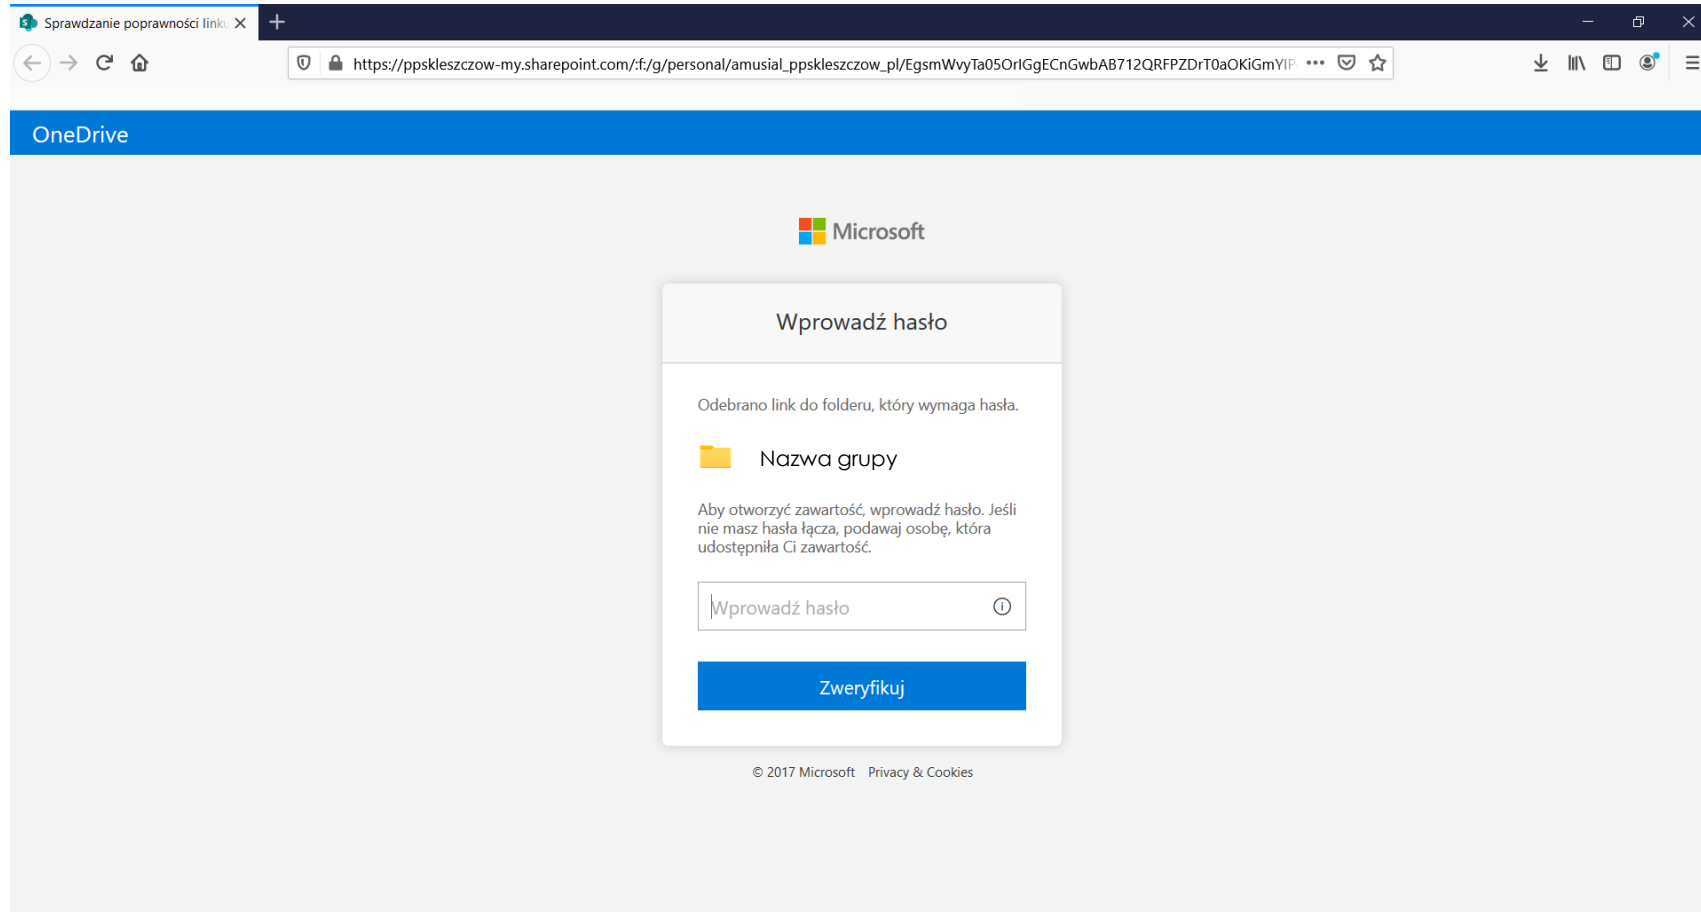 Sprawdzanie poprawności linku
https://ppskleszczow-my.sharepoint.com/:f:/g/personal/amusial_ppskleszczow_pl/EgsmWvyTa05OrIGgECnGwbAB712QRFPZDrT0aOKiGmYIP
OneDrive
Microsoft
Wprowadź hasło
Odebrano link do folderu, który wymaga hasła.
Nazwa grupy
Aby otworzyć zawartość, wprowadź hasło. Jeśli
nie masz hasła łącza, podawaj osobę, która
udostępniła Ci zawartość.
Wprowadź hasło
Zweryfikuj
© 2017 Microsoft Privacy & Cookies